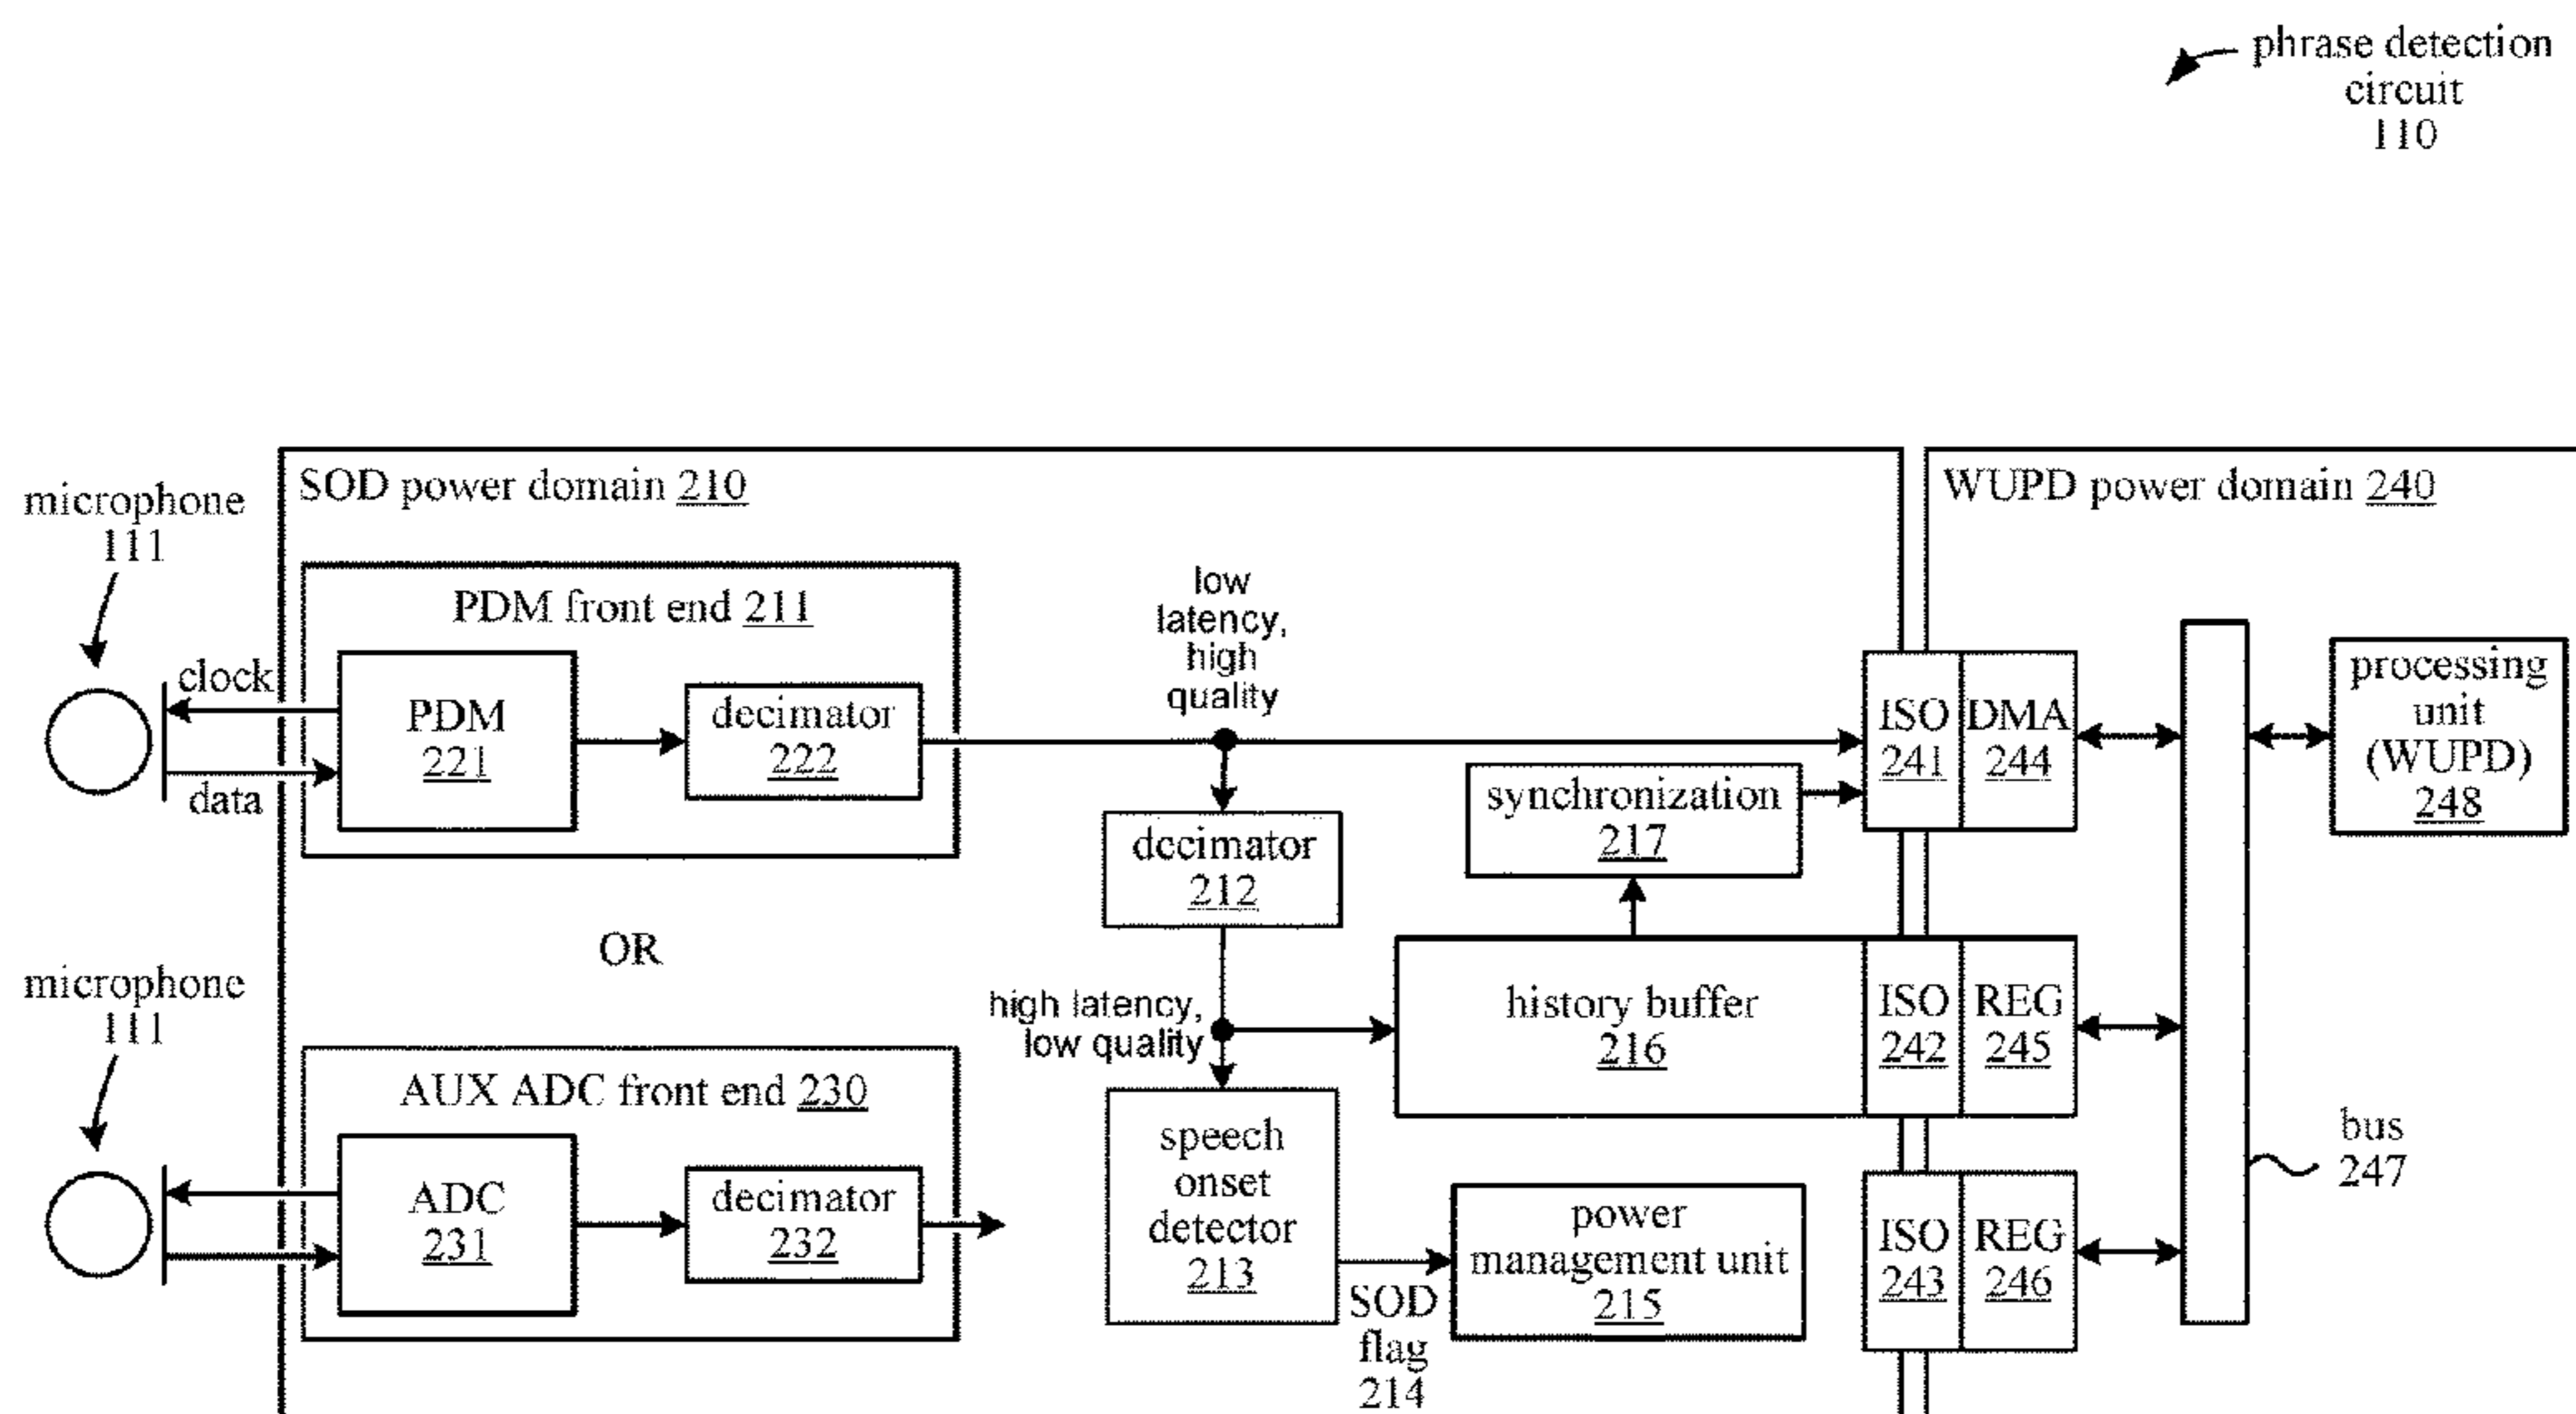 phrase detection
circuit
110
SOD power domain 210
WUPD power domain 240
microphone
111
PDM front end 211
clock
data
PDM
221
decimator
222
low
latency,
high
quality
ISO
241
DMA
244
processing
unit
(WUPD)
248
synchronization
217
decimator
212
OR
microphone
111
high latency,
low quality
history buffer
216
ISO
242
REG
245
AUX ADC front end 230
ADC
231
decimator
232
speech
onset
detector
213
SOD
flag
214
power
management unit
215
ISO
243
REG
246
bus
247